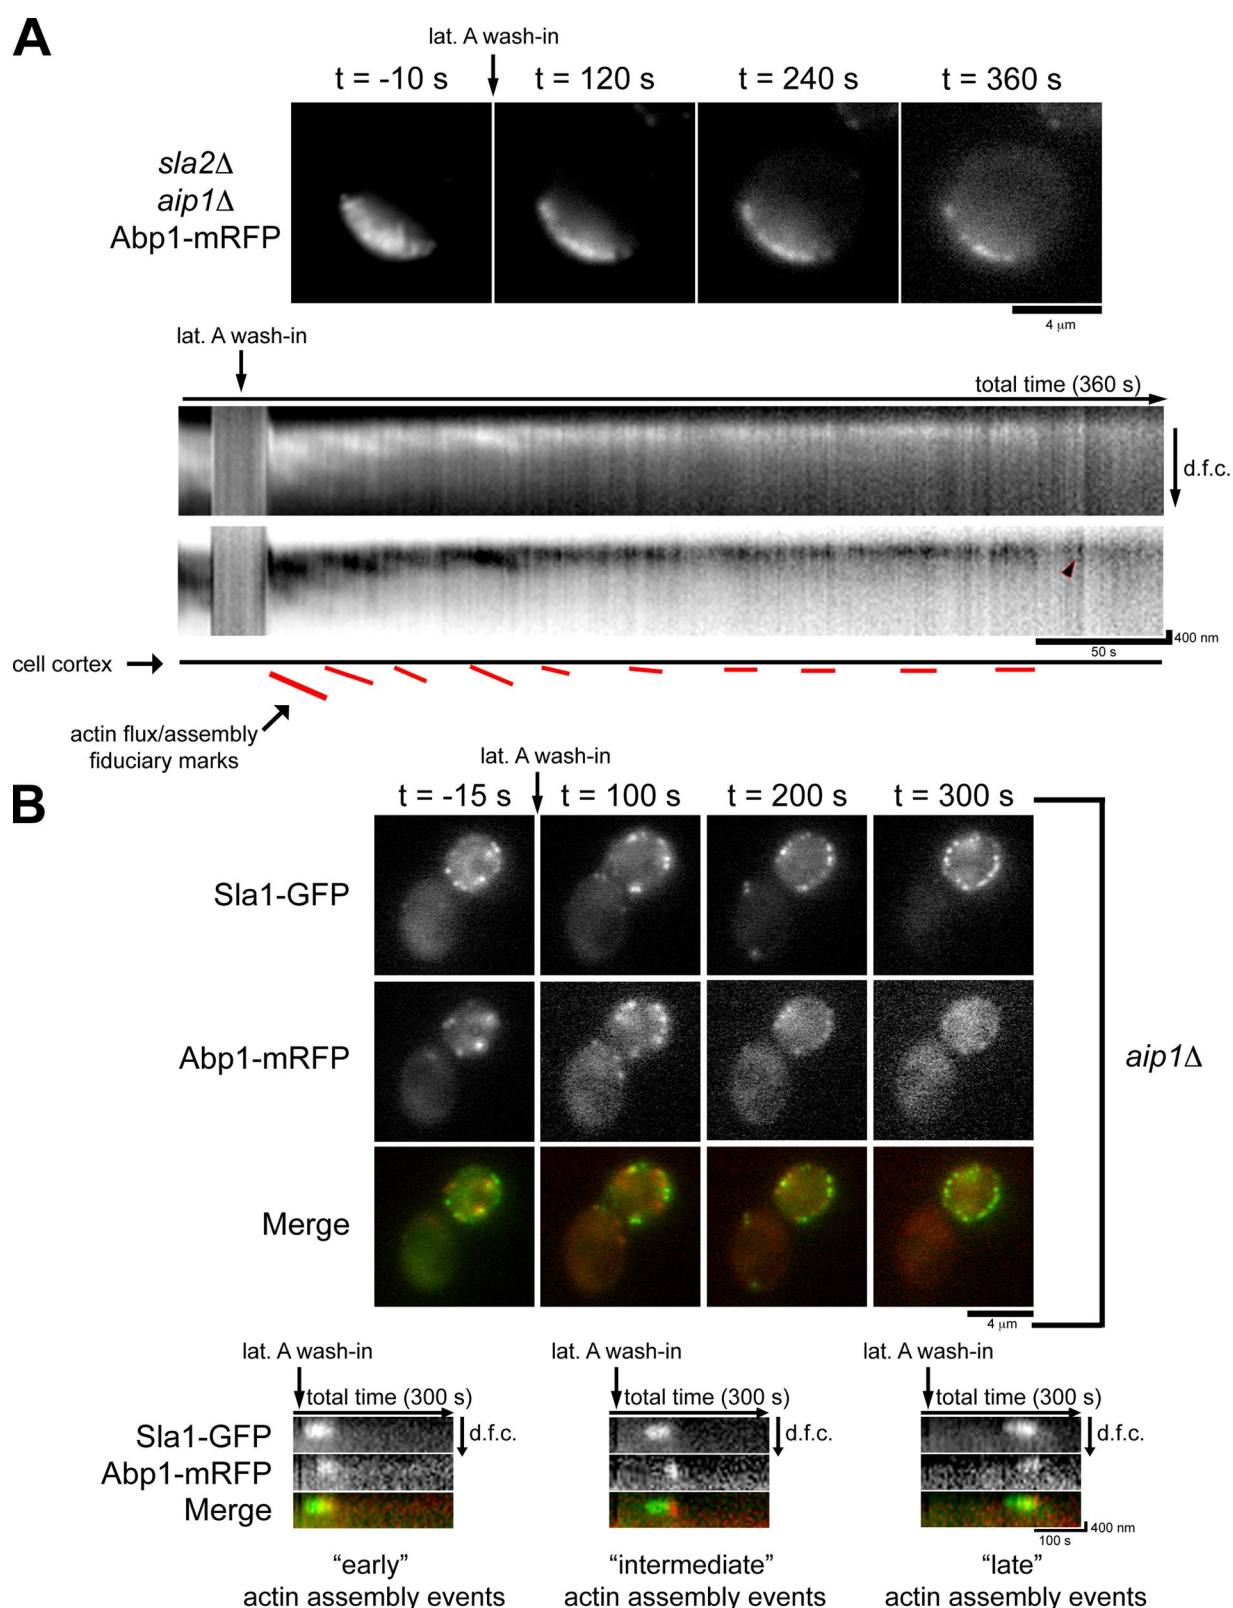 A
lat. A wash-in
t = -10 s
t = 120 s
t = 240 s
t = 360 s
sla2Δ
aip1Δ
Abp1-mRFP
4 μm
lat. A wash-in
total time (360 s)
d.f.c.
400 nm
50 s
cell cortex
actin flux/assembly
fiduciary marks
B
lat. A wash-in
t = -15 s
t = 100 s
t = 200 s
t = 300 s
Sla1-GFP
Abp1-mRFP
aip1Δ
Merge
4 μm
lat. A wash-in
lat. A wash-in
lat. A wash-in
total time (300 s)
total time (300 s)
total time (300 s)
Sla1-GFP
d.f.c.
d.f.c.
d.f.c.
Abp1-mRFP
Merge
400 nm
100 s
“early”
actin assembly events
“intermediate”
actin assembly events
“late”
actin assembly events